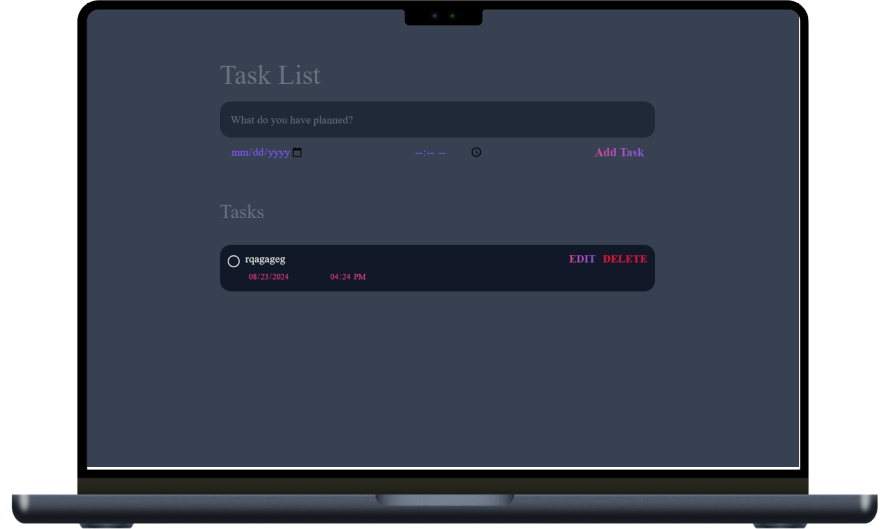 Task List
What do you have planned?
mm/dd/yyyy --:-- -- Add Task
Tasks
rqagageg EDIT DELETE
08/23/2024 04:24 PM